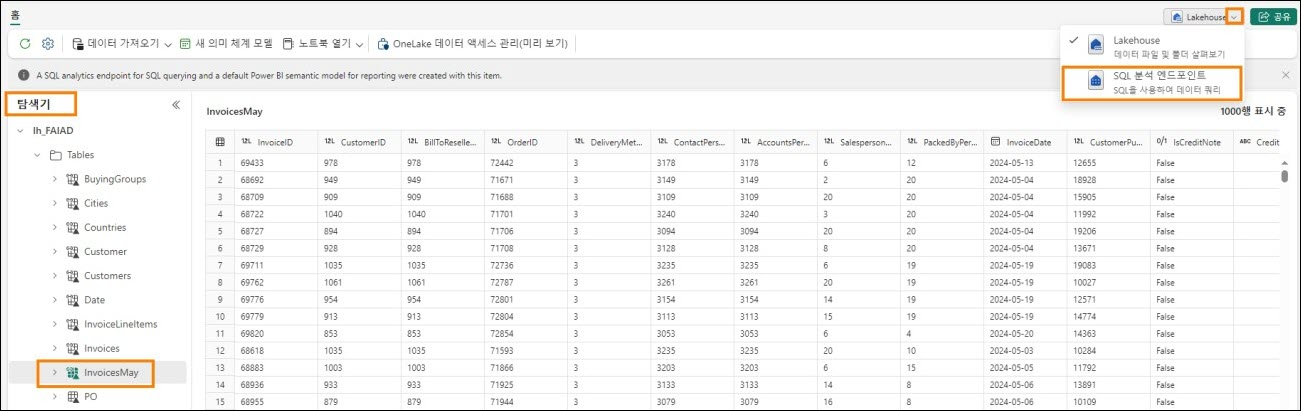 홈
Lakehouse
공유
데이터 가져오기
새 의미 체계 모델
노트북 열기
OneLake 데이터 액세스 관리(미리 보기)
Lakehouse
데이터 파일 및 폴더 살펴보기
SQL 분석 엔드포인트
SQL을 사용하여 데이터 쿼리
A SQL analytics endpoint for SQL querying and a default Power BI semantic model for reporting were created with this item.
탐색기
lh_FAIAD
Tables
BuyingGroups
Cities
Countries
Customer
Customers
Date
InvoiceLineItems
Invoices
InvoicesMay
PO
InvoicesMay
1000행 표시 중
12L InvoiceID 12L CustomerID 12L BillToReselle... 12L OrderID 12L DeliveryMet... 12L ContactPers... 12L AccountsPer... 12L Salesperson... 12L PackedByPer... InvoiceDate 12L CustomerPu... 0/1 IsCreditNote ABC Credit
1 69433 978 978 72442 3 3178 3178 6 12 2024-05-13 12655 False
2 68692 949 949 71671 3 3149 3149 2 20 2024-05-04 18928 False
3 68709 909 909 71688 3 3109 3109 20 20 2024-05-04 15905 False
4 68722 1040 1040 71701 3 3240 3240 3 20 2024-05-04 11992 False
5 68727 894 894 71706 3 3094 3094 20 20 2024-05-04 19206 False
6 68729 928 928 71708 3 3128 3128 8 20 2024-05-04 13671 False
7 69711 1035 1035 72736 3 3235 3235 6 19 2024-05-19 19083 False
8 69762 1061 1061 72787 3 3261 3261 20 19 2024-05-19 10027 False
9 69776 954 954 72801 3 3154 3154 14 19 2024-05-19 12571 False
10 69779 913 913 72804 3 3113 3113 15 19 2024-05-19 14774 False
11 69820 853 853 72854 3 3053 3053 6 4 2024-05-20 14363 False
12 68618 1035 1035 71593 3 3235 3235 20 10 2024-05-03 10284 False
13 68883 1003 1003 71866 3 3203 3203 6 15 2024-05-05 11792 False
14 68936 933 933 71925 3 3133 3133 14 8 2024-05-06 13891 False
15 68955 879 879 71944 3 3079 3079 16 8 2024-05-06 10109 False